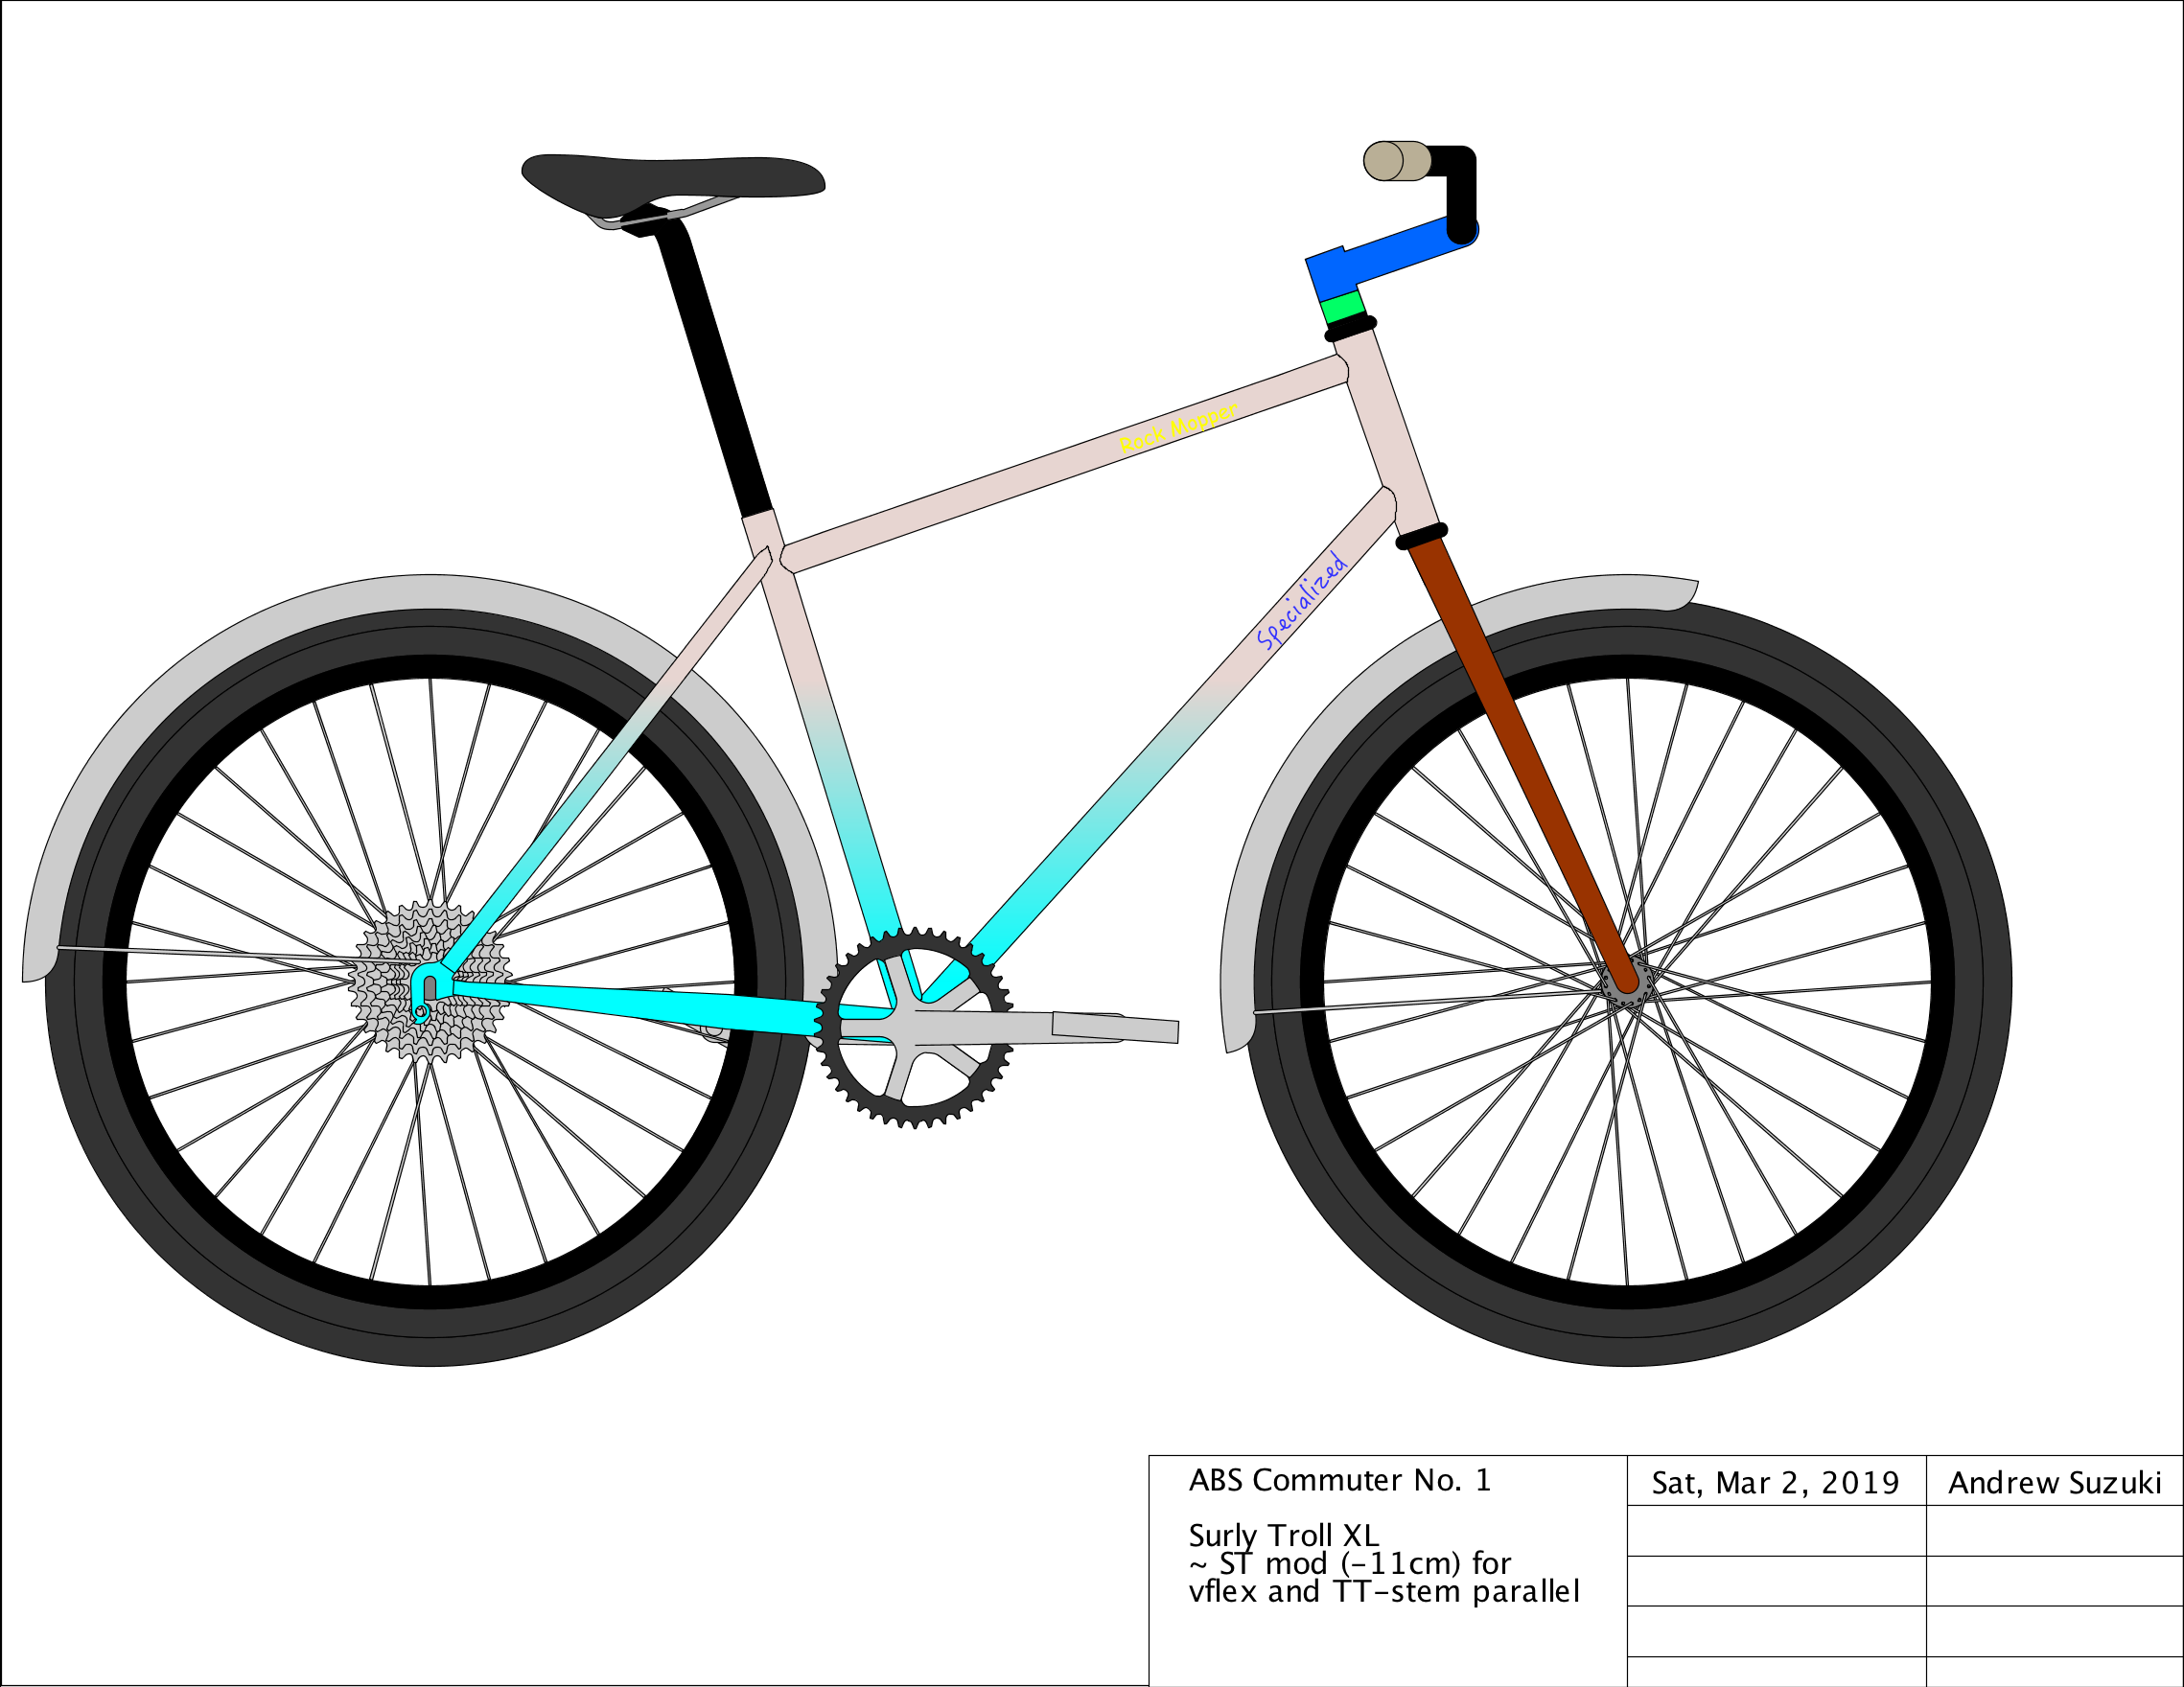 Rock Mopper
Specialized
ABS Commuter No. 1
Sat, Mar 2, 2019
Andrew Suzuki
Surly Troll XL
~ ST mod (-11cm) for
vflex and TT-stem parallel